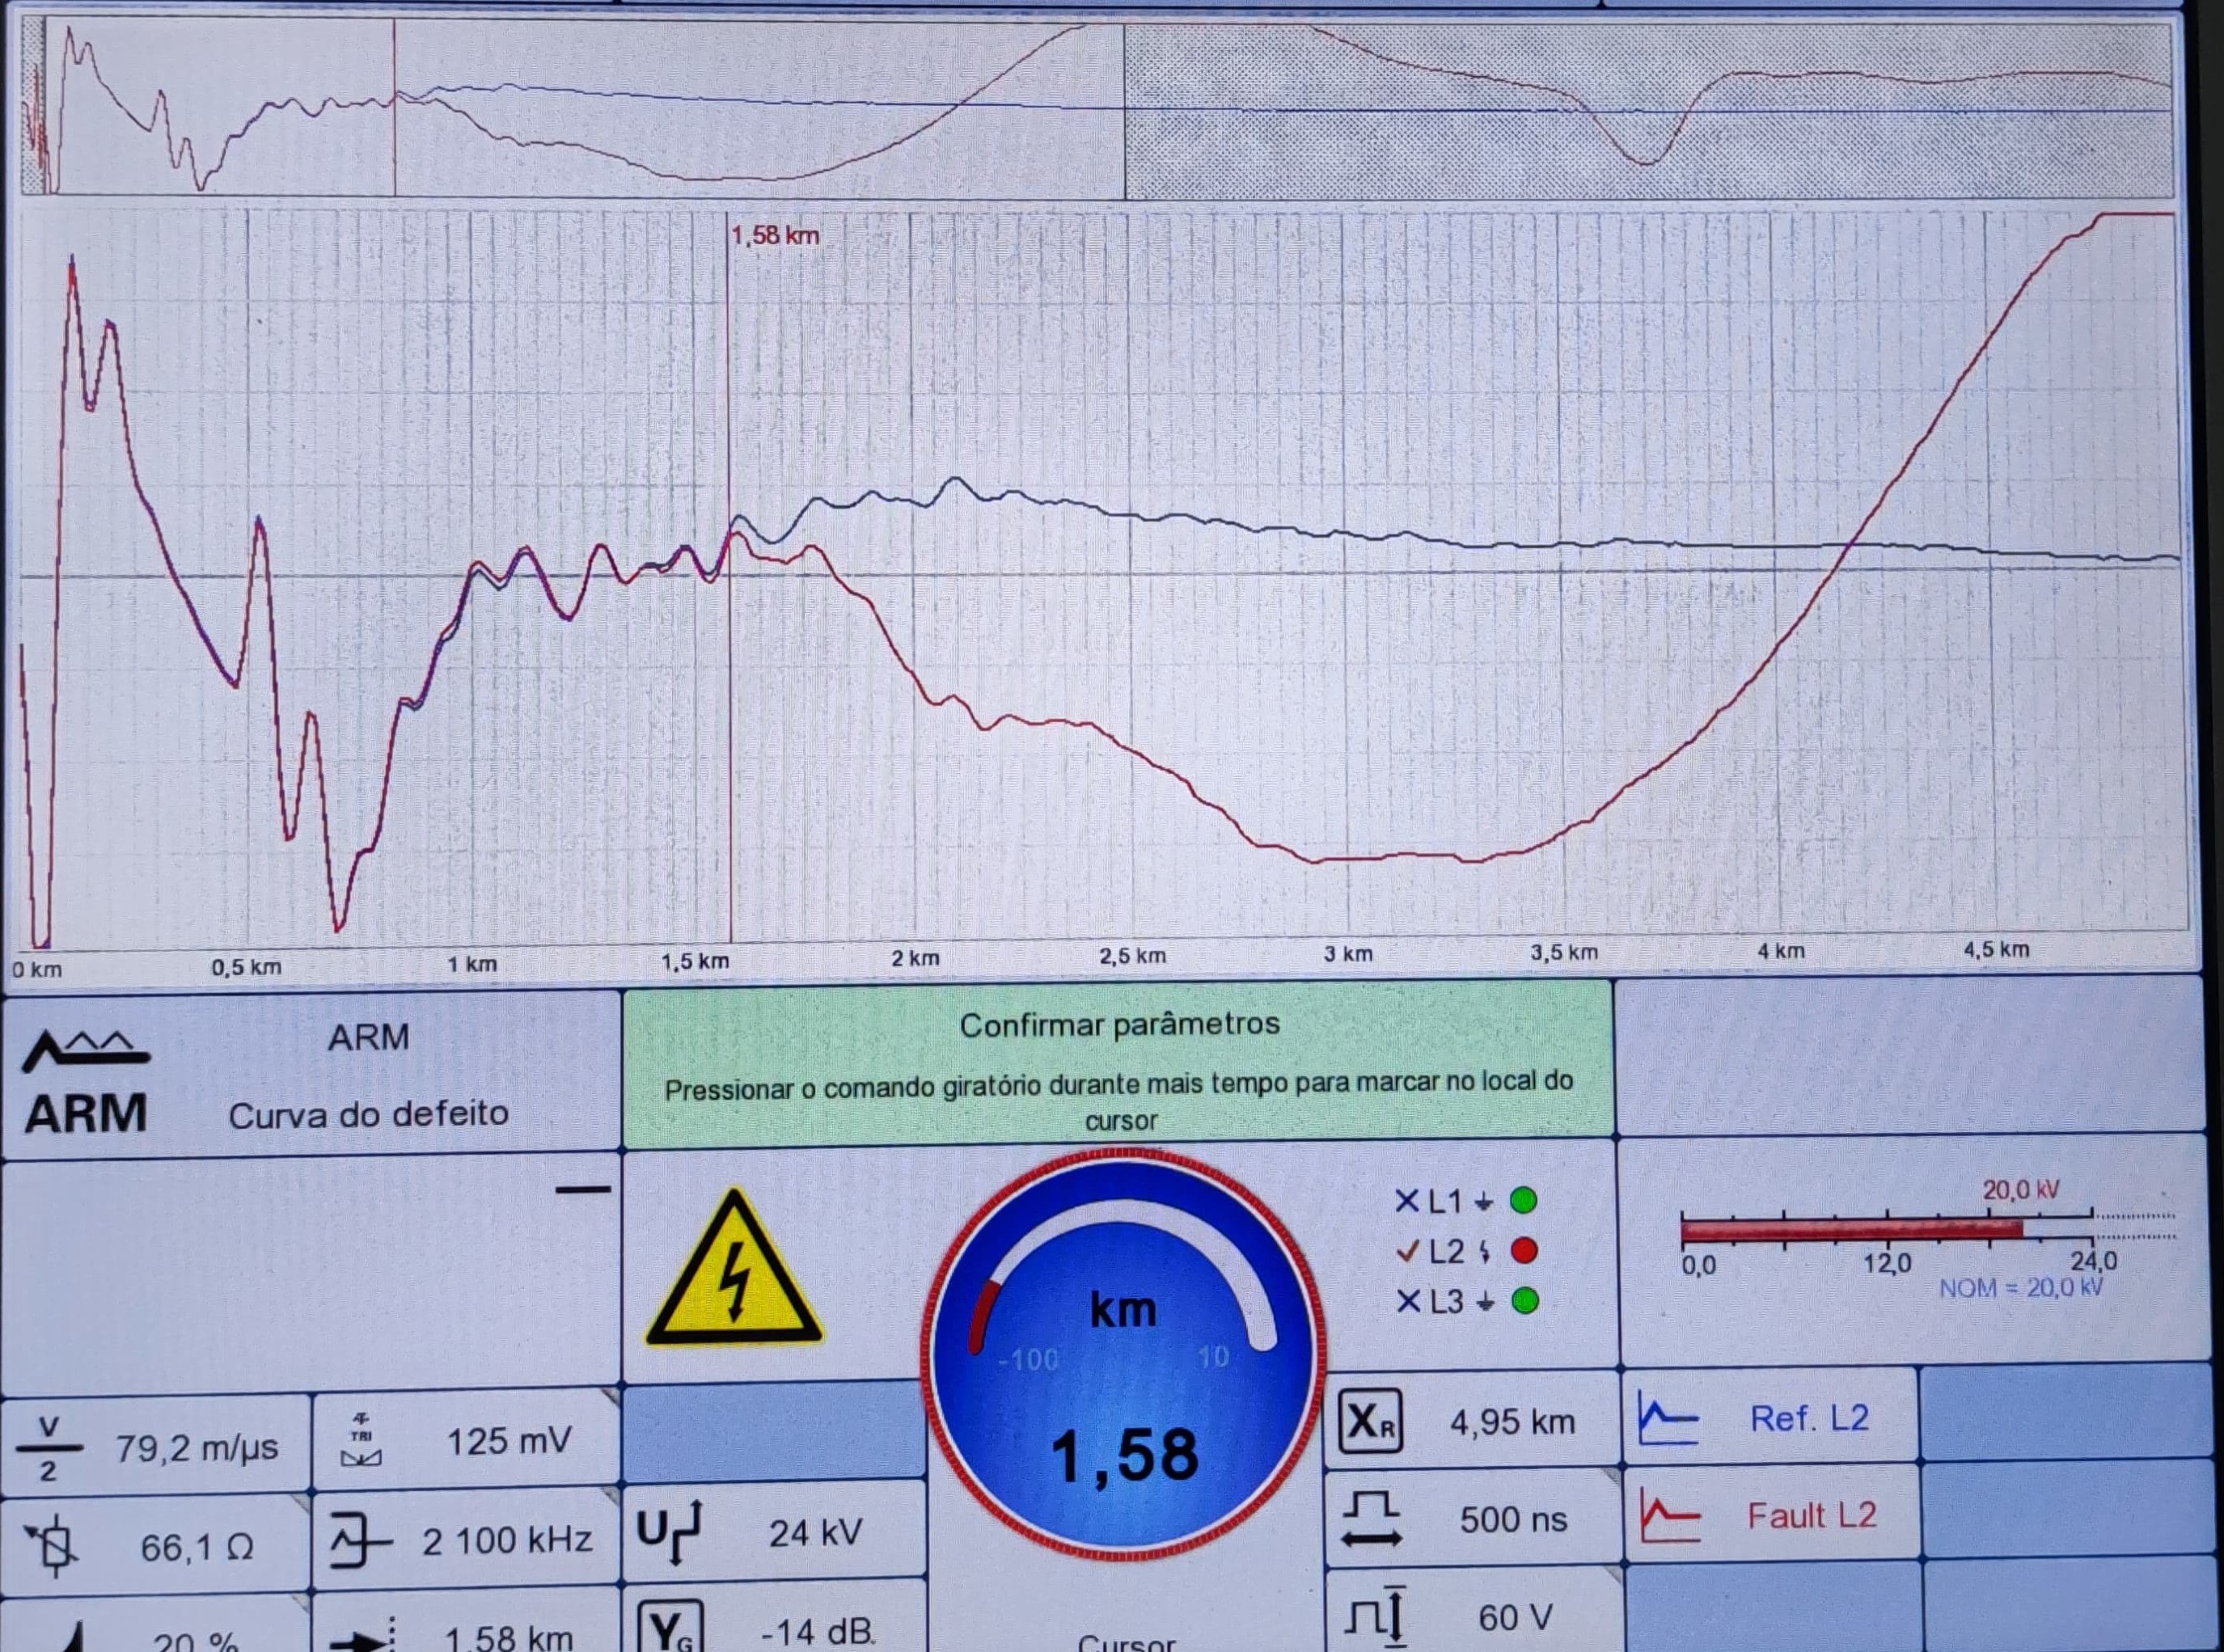 1,58 km
0 km
0,5 km
1 km
1,5 km
2 km
2,5 km
3 km
3,5 km
4 km
4,5 km
ARM
ARM
Curva do defeito
Confirmar parâmetros
Pressionar o comando giratório durante mais tempo para marcar no local do
cursor
km
-100
10
1,58
L1
L2
L3
20,0 kV
0,0
12,0
24,0
NOM = 20,0 kV
V
2
79,2 m/µs
TRI
125 mV
XR
4,95 km
Ref. L2
66,1 Ω
2 100 kHz
U
24 kV
500 ns
Fault L2
20 %
1,58 km
YG
-14 dB
Cursor
60 V